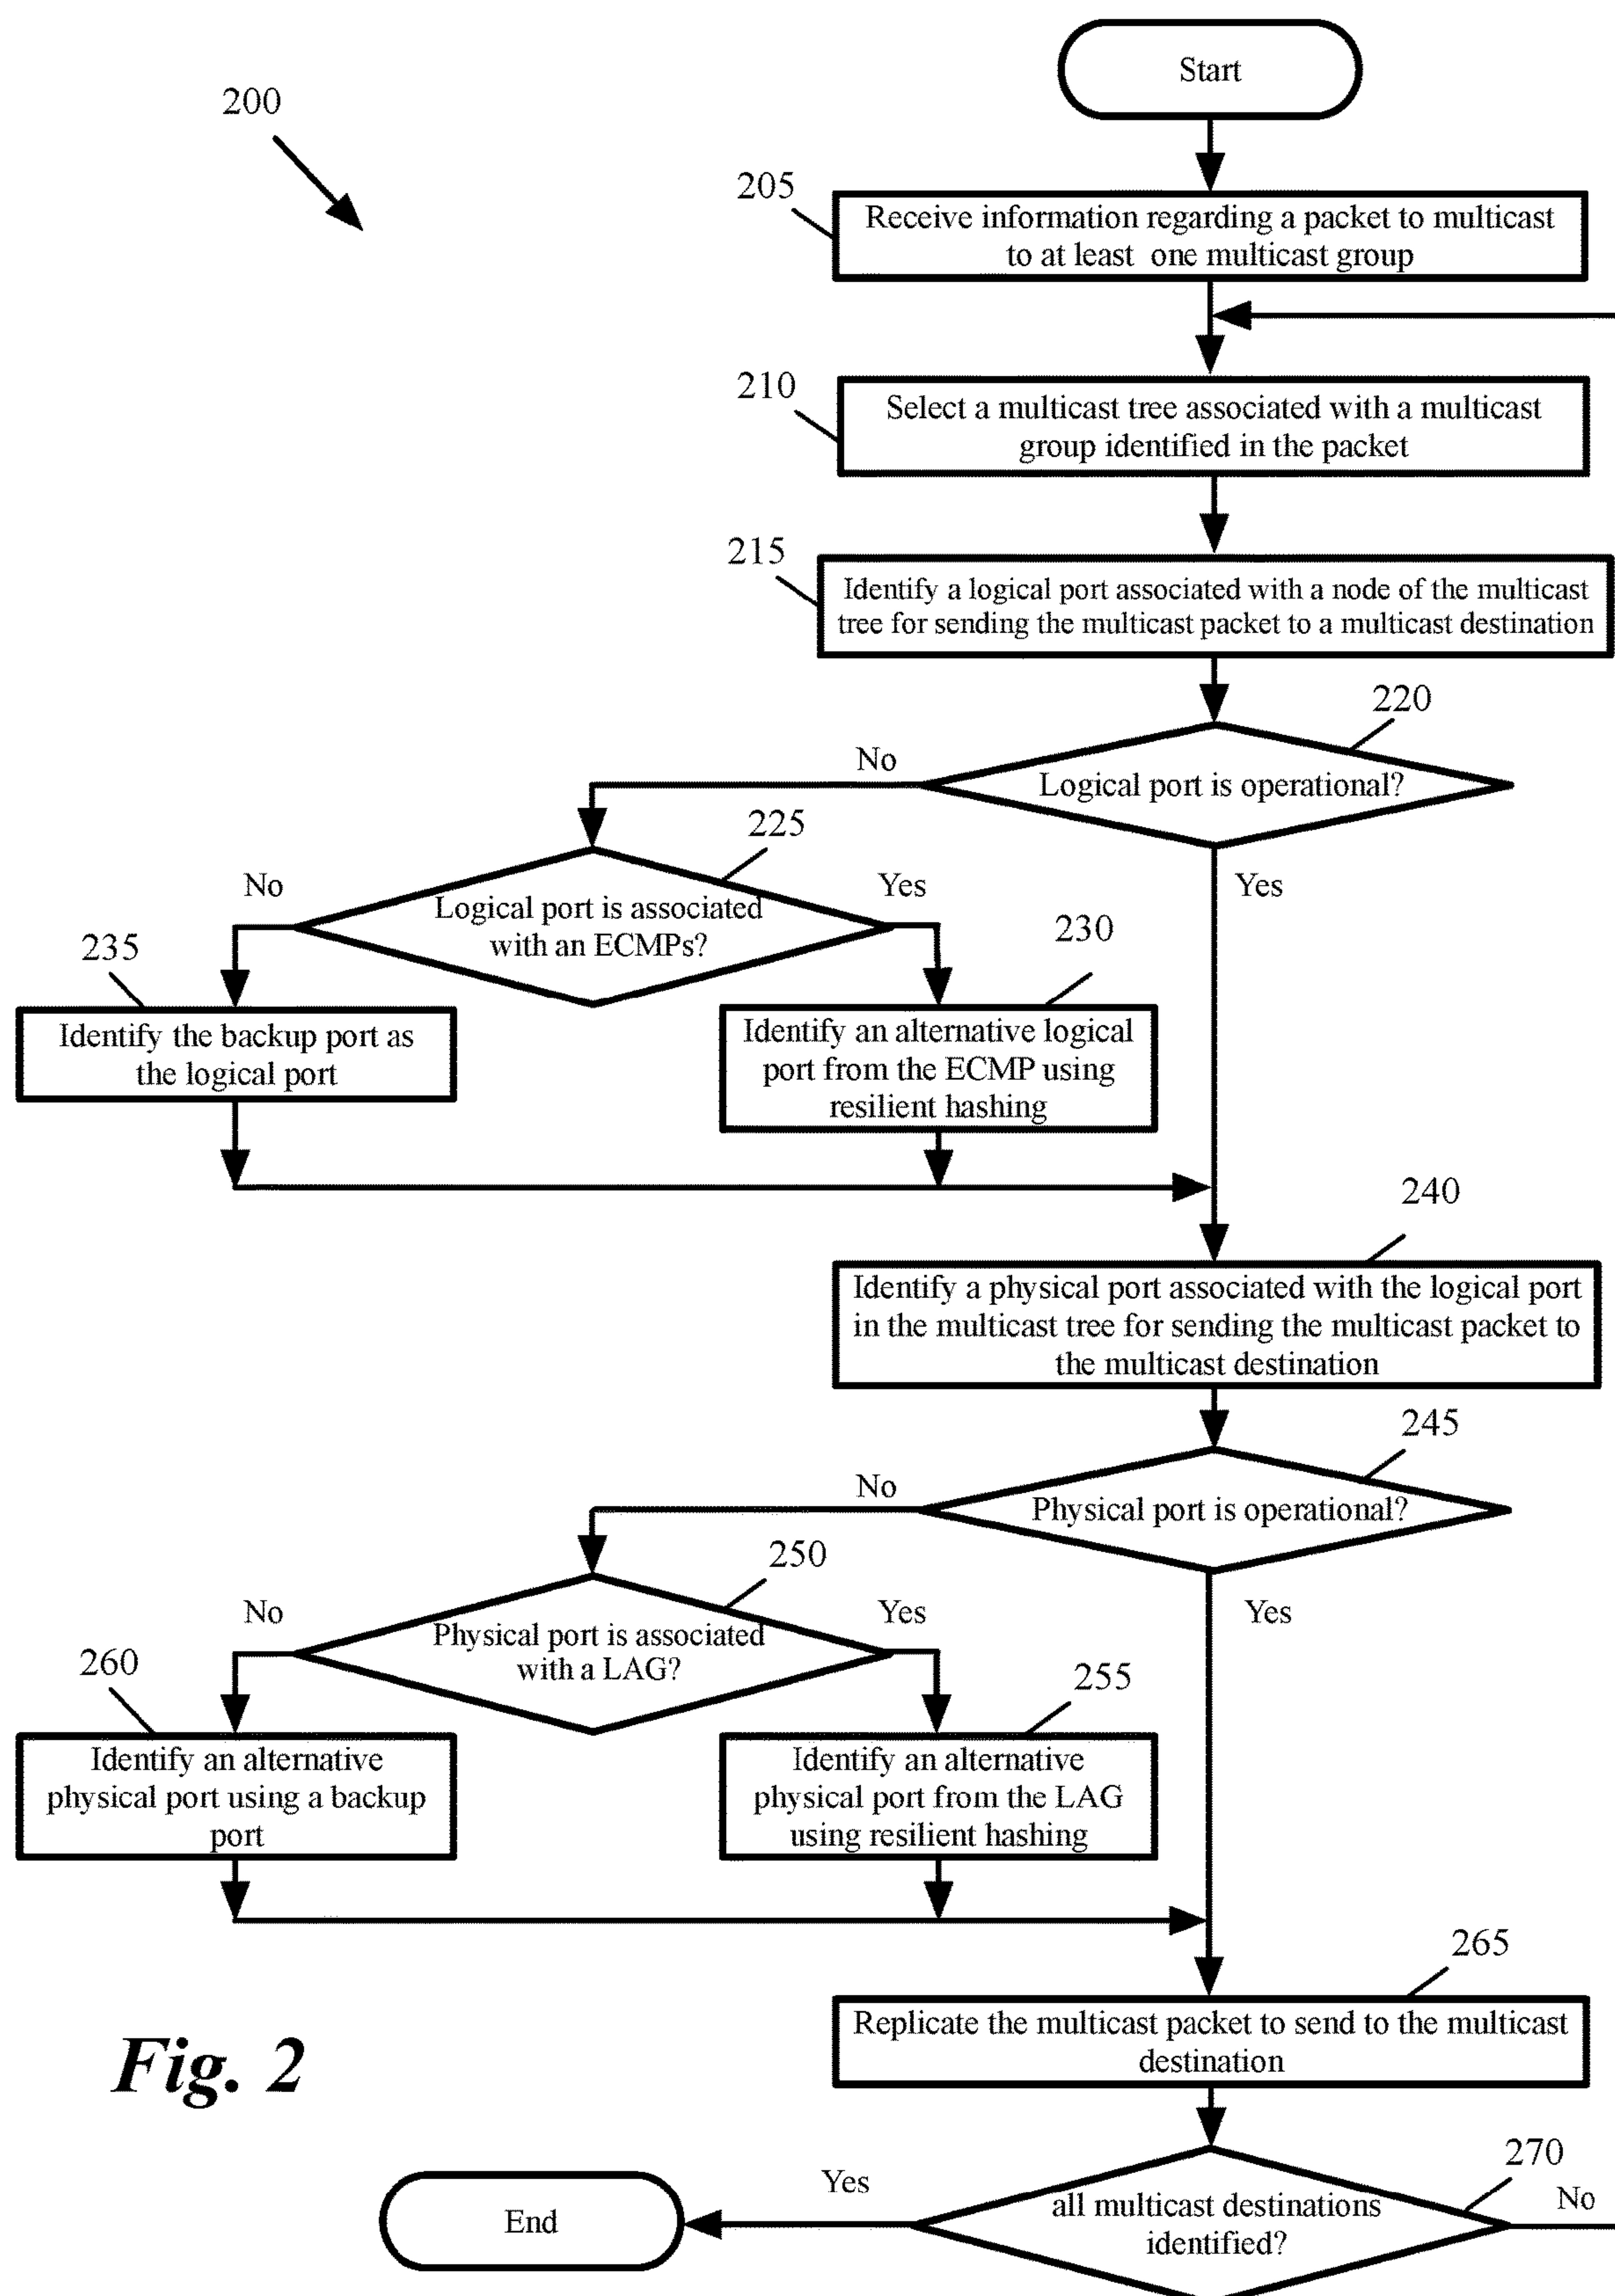 Start
200
205
Receive information regarding a packet to multicast
to at least one multicast group
210
Select a multicast tree associated with a multicast
group identified in the packet
215
Identify a logical port associated with a node of the multicast
tree for sending the multicast packet to a multicast destination
220
No
Logical port is operational?
225
No
Yes
Yes
Logical port is associated
with an ECMPs?
230
235
Identify the backup port as
the logical port
Identify an alternative logical
port from the ECMP using
resilient hashing
240
Identify a physical port associated with the logical port
in the multicast tree for sending the multicast packet to
the multicast destination
245
No
Physical port is operational?
250
No
Yes
Yes
Physical port is associated
with a LAG?
260
255
Identify an alternative
physical port using a backup
port
Identify an alternative
physical port from the LAG
using resilient hashing
265
Replicate the multicast packet to send to the multicast
destination
Fig. 2
270
Yes
No
all multicast destinations
identified?
End